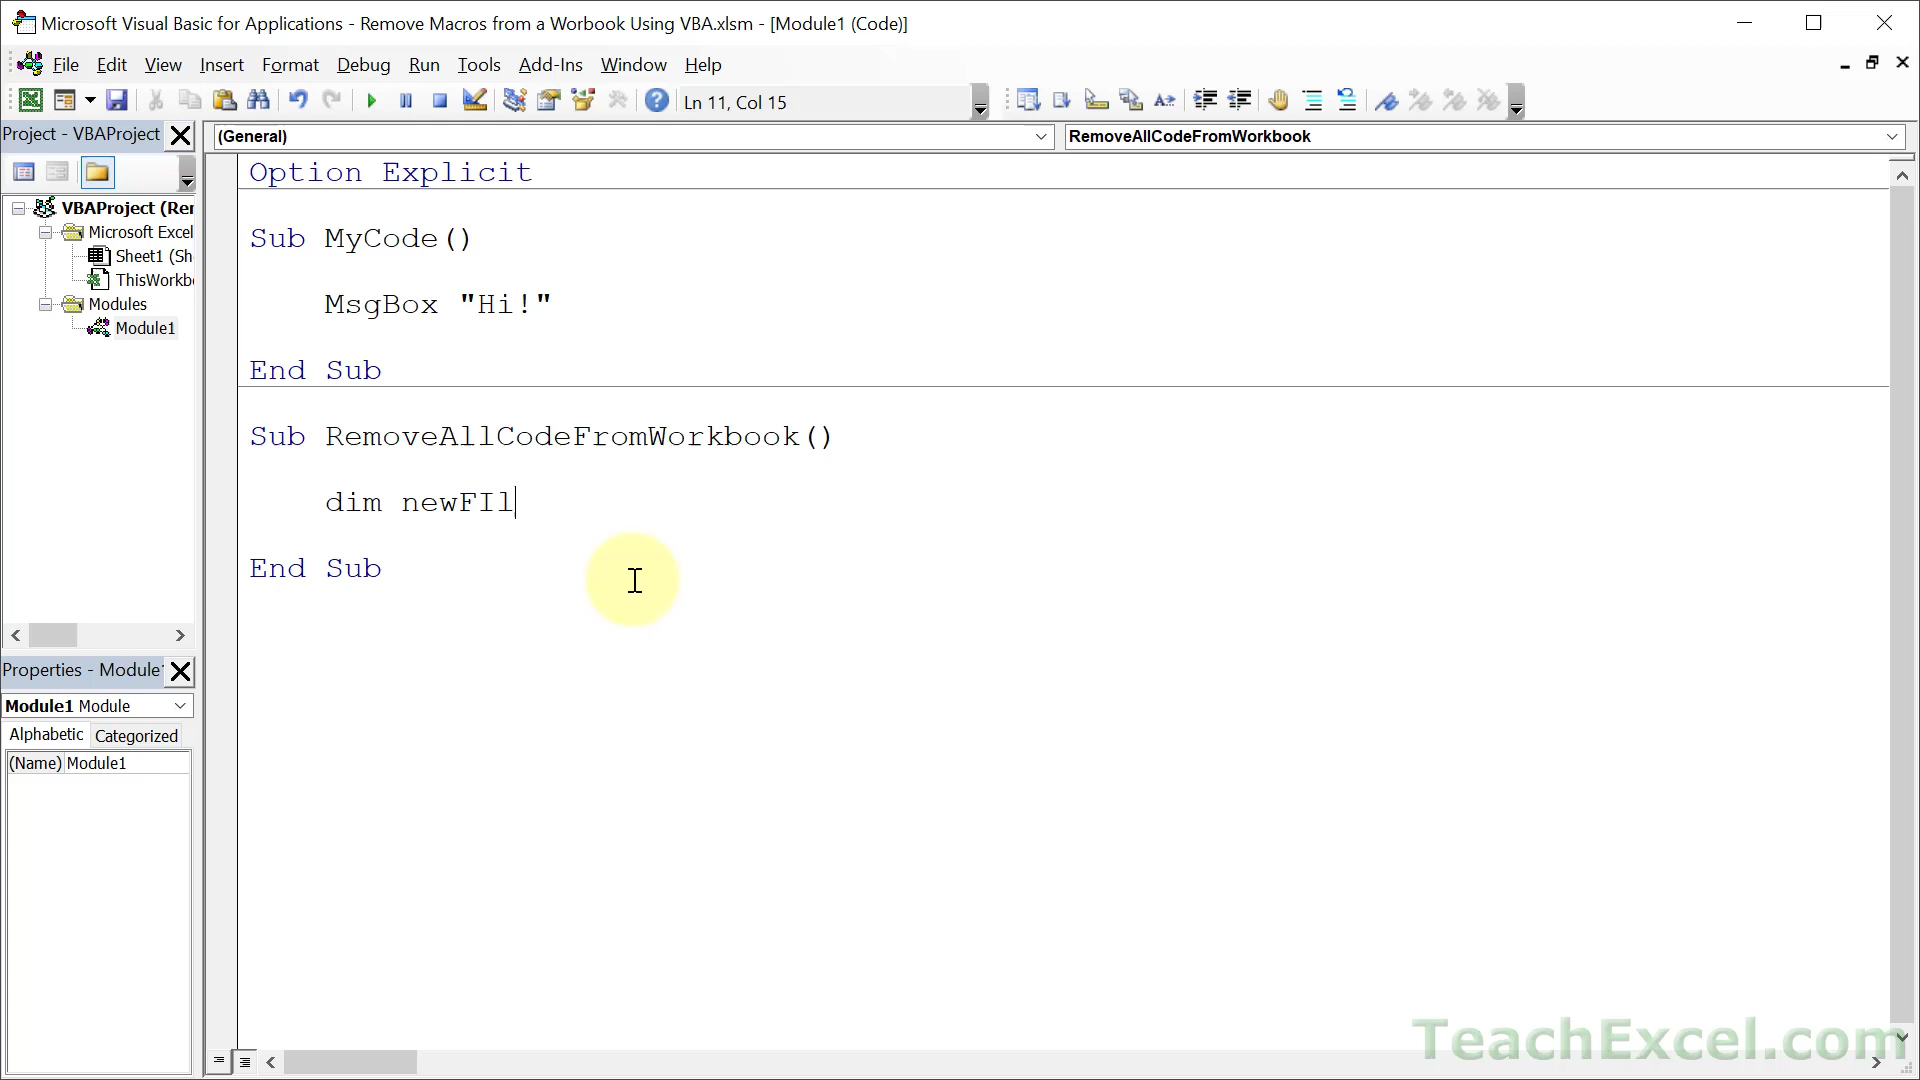 Microsoft Visual Basic for Applications - Remove Macros from a Worbook Using VBA.xlsm - [Module1 (Code)]
File Edit View Insert Format Debug Run Tools Add-Ins Window Help
Ln 11, Col 15
Project - VBAProject
(General) RemoveAllCodeFromWorkbook
VBAProject (Rer
Microsoft Excel
Sheet1 (Sh
ThisWorkb
Modules
Module1
Option Explicit
Sub MyCode()
MsgBox "Hi!"
End Sub
Sub RemoveAllCodeFromWorkbook()
dim newFIl
End Sub
Properties - Module1
Module1 Module
Alphabetic Categorized
(Name) Module1
TeachExcel.com